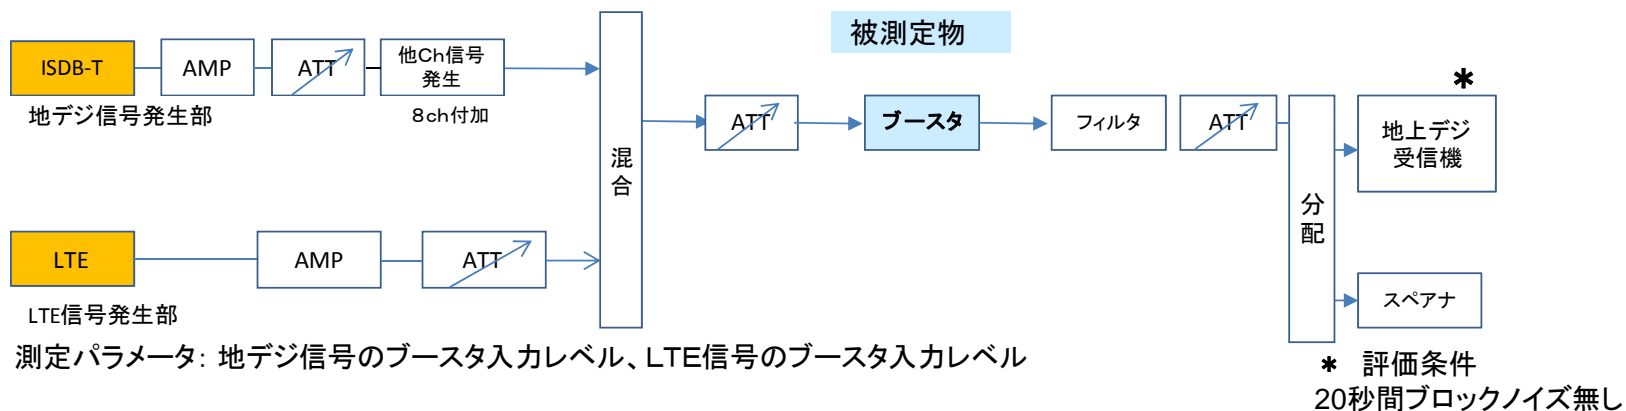 被測定物
ISDB-T
AMP
ATT
他Ch信号
発生
地デジ信号発生部
8ch付加
混
合
ATT
ブースタ
フィルタ
ATT
分
配
*
地上デジ
受信機
LTE
AMP
ATT
スペアナ
LTE信号発生部
測定パラメータ: 地デジ信号のブースタ入力レベル、LTE信号のブースタ入力レベル
* 評価条件
20秒間ブロックノイズ無し